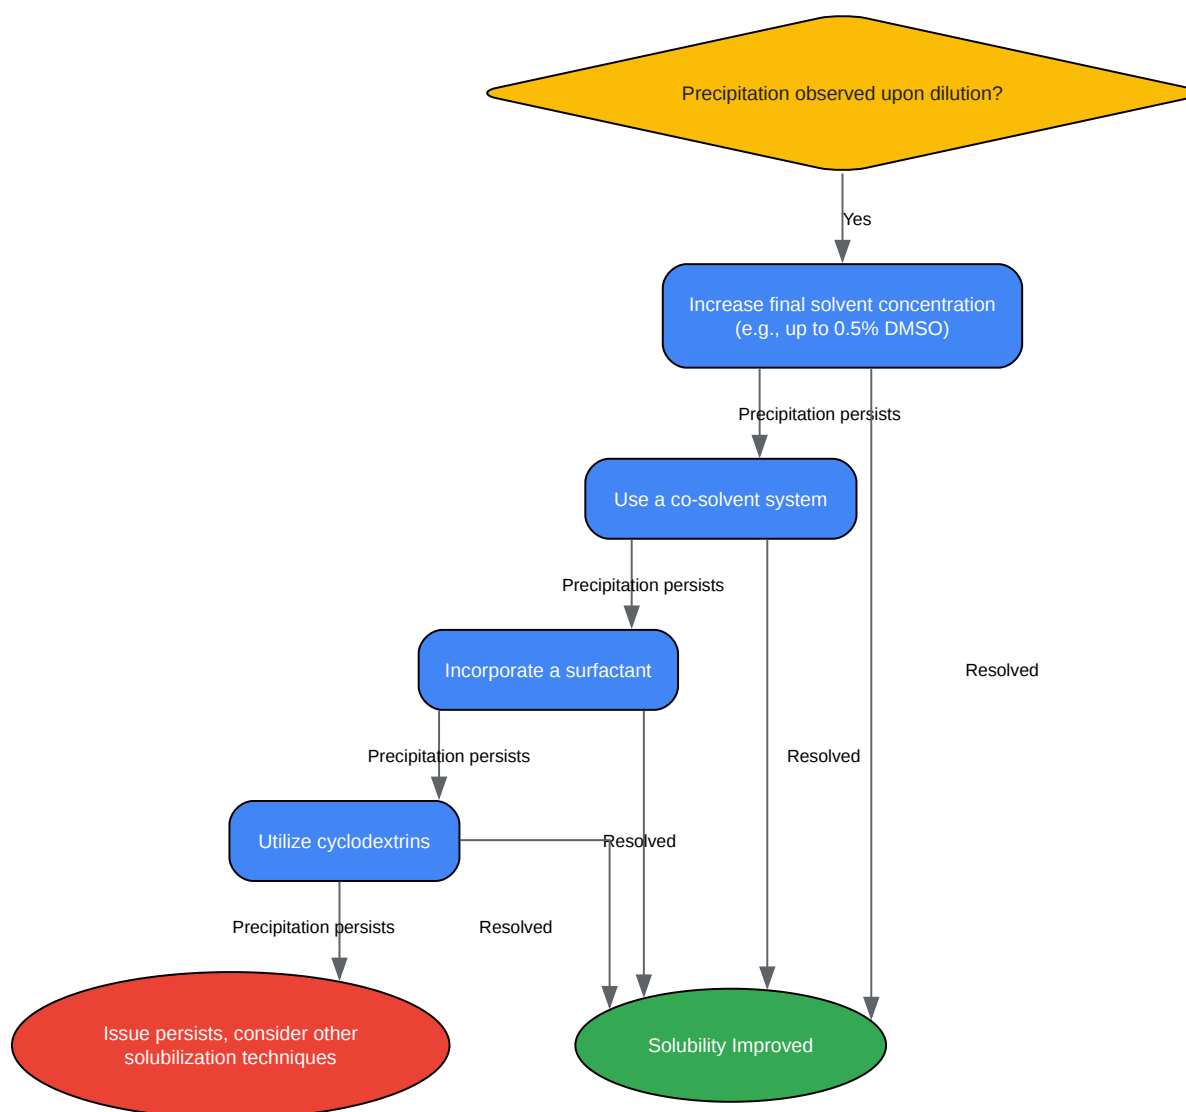 Precipitation observed upon dilution?
Yes
Increase final solvent concentration
(e.g., up to 0.5% DMSO)
Precipitation persists
Use a co-solvent system
Precipitation persists
Incorporate a surfactant
Resolved
Precipitation persists
Resolved
Utilize cyclodextrins
Resolved
Precipitation persists
Resolved
Issue persists, consider other
solubilization techniques
Solubility Improved